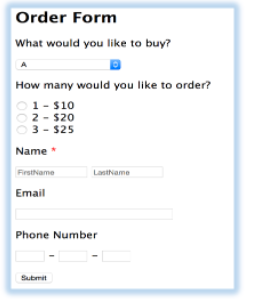 Order Form
What would you like to buy?
A
How many would you like to order?
1 - $10
2 - $20
3 - $25
Name *
FirstName LastName
Email
Phone Number
- -
Submit